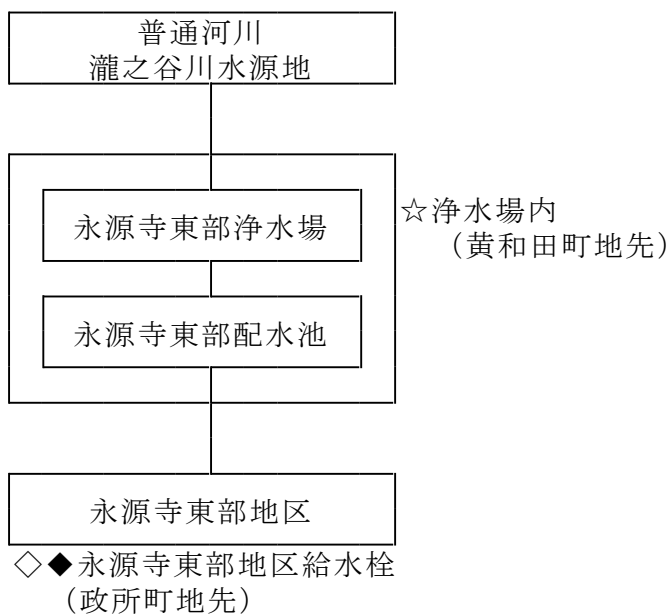 普通河川
瀧之谷川水源地
永源寺東部浄水場
☆浄水場内
(黄和田町地先)
永源寺東部配水池
永源寺東部地区
◇◆永源寺東部地区給水栓
(政所町地先)